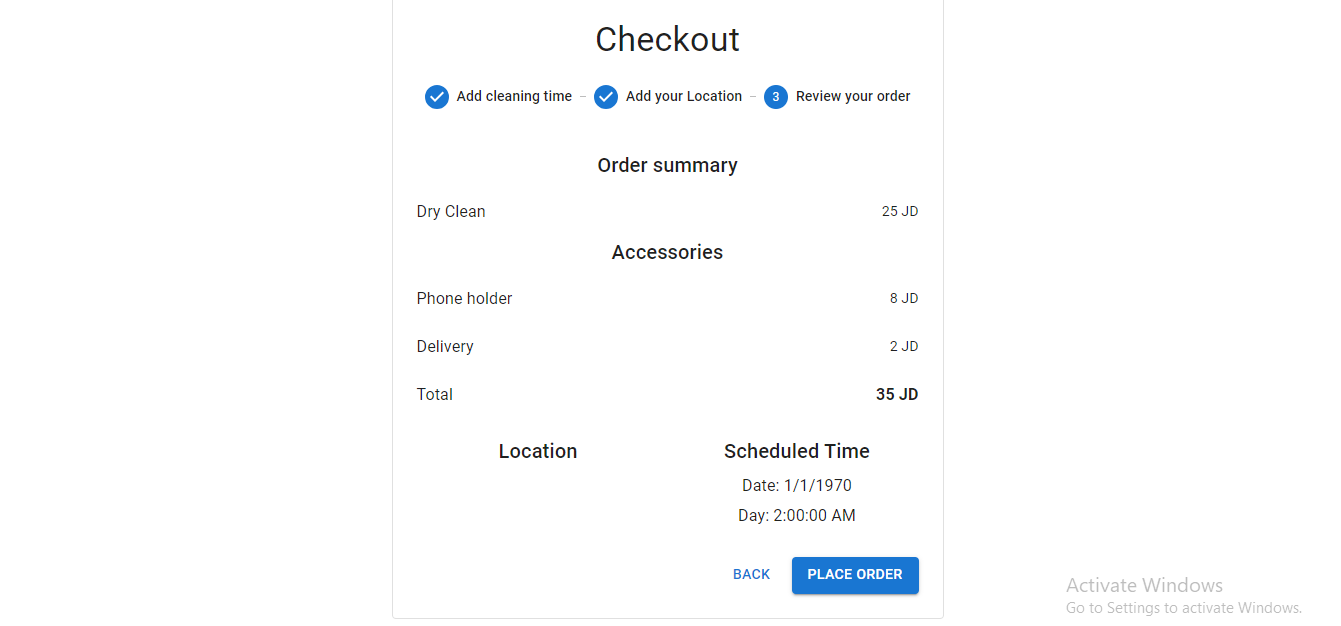 Checkout
Add cleaning time – Add your Location – 3 Review your order
Order summary
Dry Clean 25 JD
Accessories
Phone holder 8 JD
Delivery 2 JD
Total 35 JD
Location Scheduled Time
Date: 1/1/1970
Day: 2:00:00 AM
BACK PLACE ORDER
Activate Windows
Go to Settings to activate Windows.